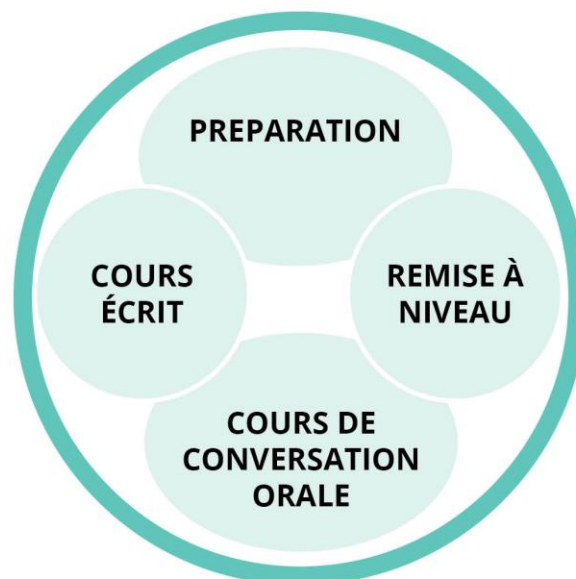 PREPARATION
COURS
ÉCRIT
REMISE À
NIVEAU
COURS DE
CONVERSATION
ORALE